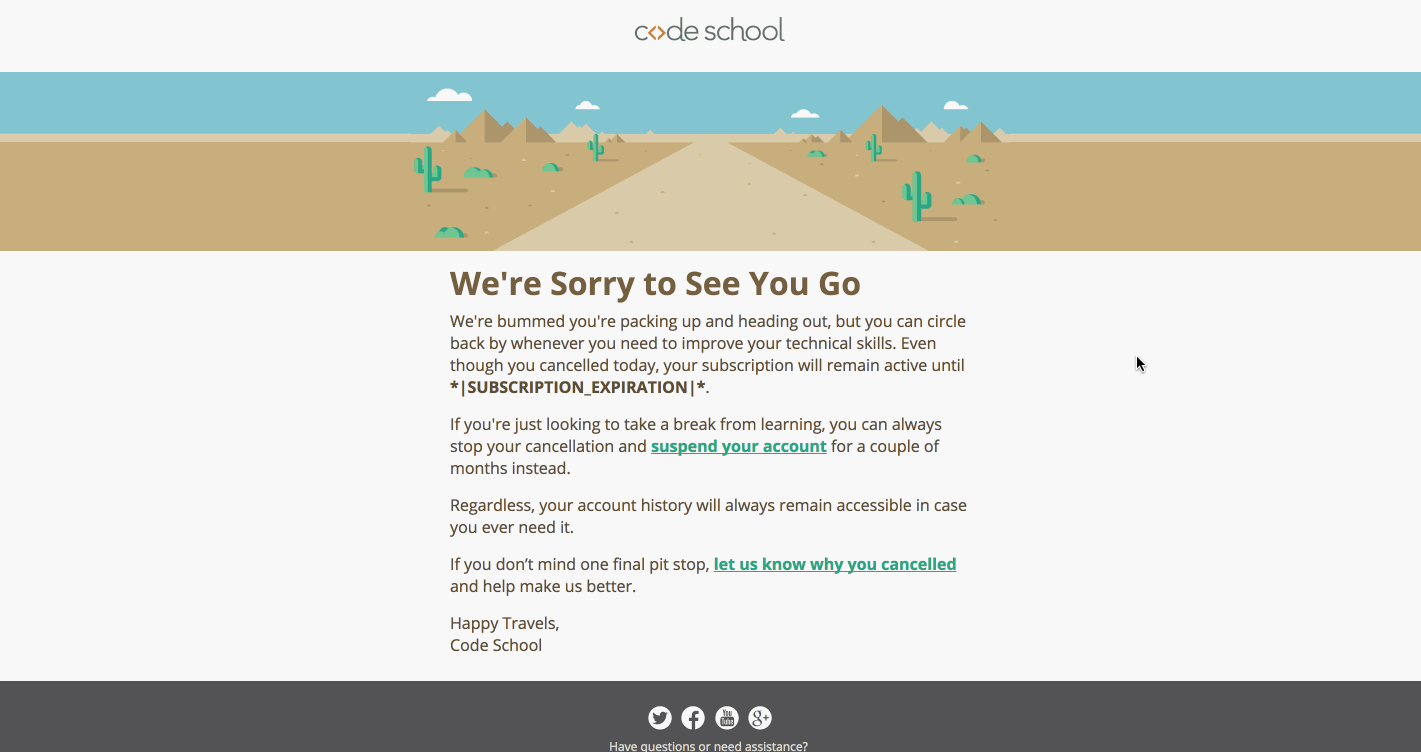 code school
We're Sorry to See You Go
We're bummed you're packing up and heading out, but you can circle
back by whenever you need to improve your technical skills. Even
though you cancelled today, your subscription will remain active until
*|SUBSCRIPTION_EXPIRATION|*.
If you're just looking to take a break from learning, you can always
stop your cancellation and suspend your account for a couple of
months instead.
Regardless, your account history will always remain accessible in case
you ever need it.
If you don’t mind one final pit stop, let us know why you cancelled
and help make us better.
Happy Travels,
Code School
You Tube g+
Have questions or need assistance?